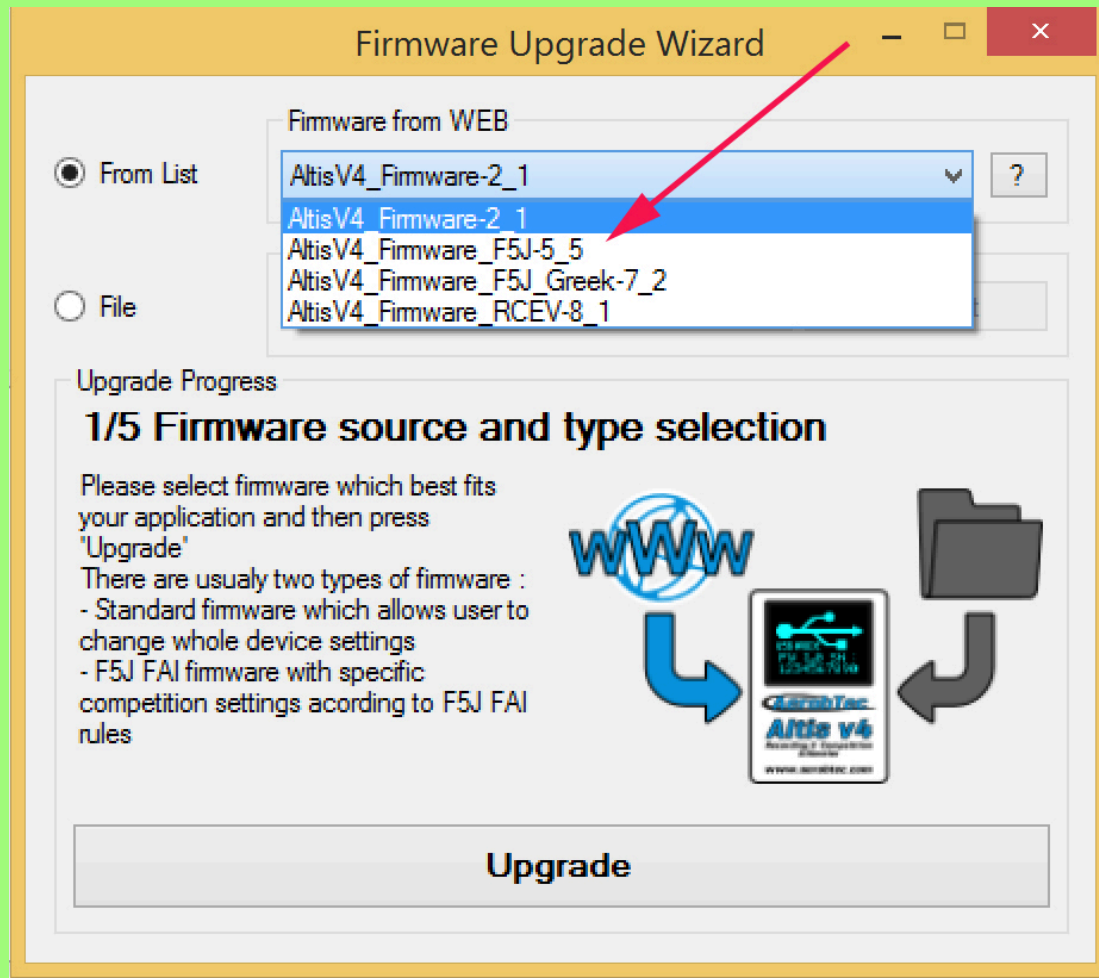 Firmware Upgrade Wizard
Firmware from WEB
From List
AltisV4_Firmware-2_1
?
AltisV4_Firmware-2_1
AltisV4_Firmware_F5J-5_5
AltisV4_Firmware_F5J_Greek-7_2
AltisV4_Firmware_RCEV-8_1
File
Upgrade Progress
1/5 Firmware source and type selection
Please select firmware which best fits
your application and then press
"Upgrade"
There are usualy two types of firmware :
- Standard firmware which allows user to
change whole device settings
- F5J FAI firmware with specific
competition settings acording to F5J FAI
rules
WWW
AerobTec
Altis v4
www.aerobtec.com
Upgrade